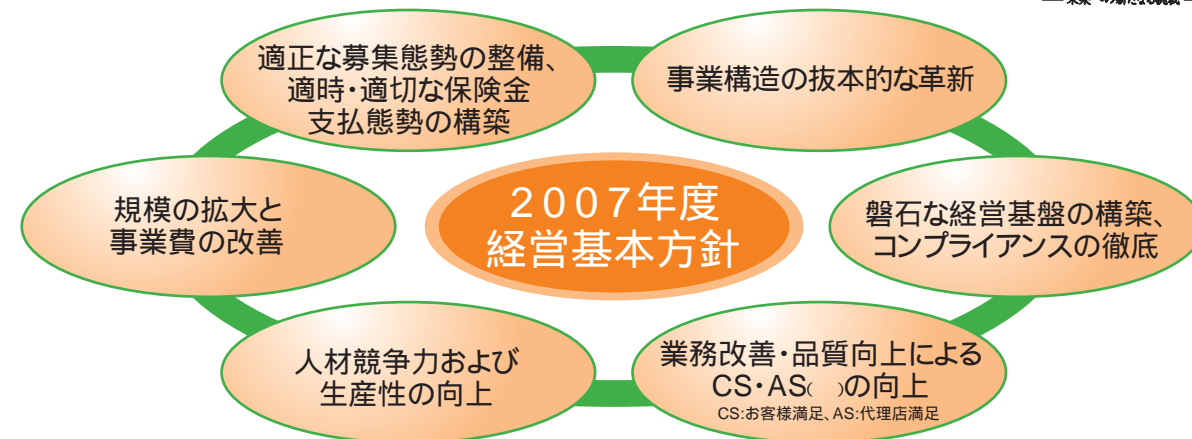 適正な募集態勢の整備、
適時・適切な保険金
支払態勢の構築
事業構造の抜本的な革新
規模の拡大と
事業費の改善
2007年度
経営基本方針
磐石な経営基盤の構築、
コンプライアンスの徹底
人材競争力および
生産性の向上
業務改善・品質向上による
CS・AS( )の向上
CS:お客様満足、AS:代理店満足